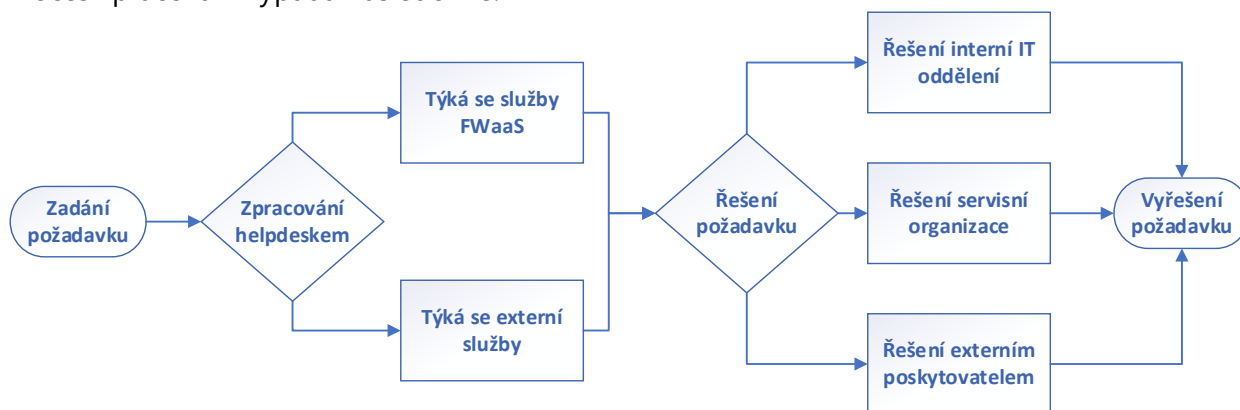 Řešení interní IT
oddělení
Týká se služby
FWaaS
Zadání
požadavku
Zpracování
helpdeskem
Řešení
požadavku
Řešení servisní
organizace
Vyřešení
požadavku
Týká se externí
služby
Řešení externím
poskytovatelem